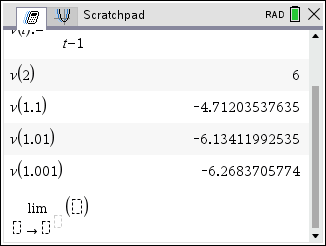 Scratchpad RAD
v(t):=
t-1
v(2) 6
v(1.1) -4.71203537635
v(1.01) -6.13411992535
v(1.001) -6.2683705774
lim
→ ( )